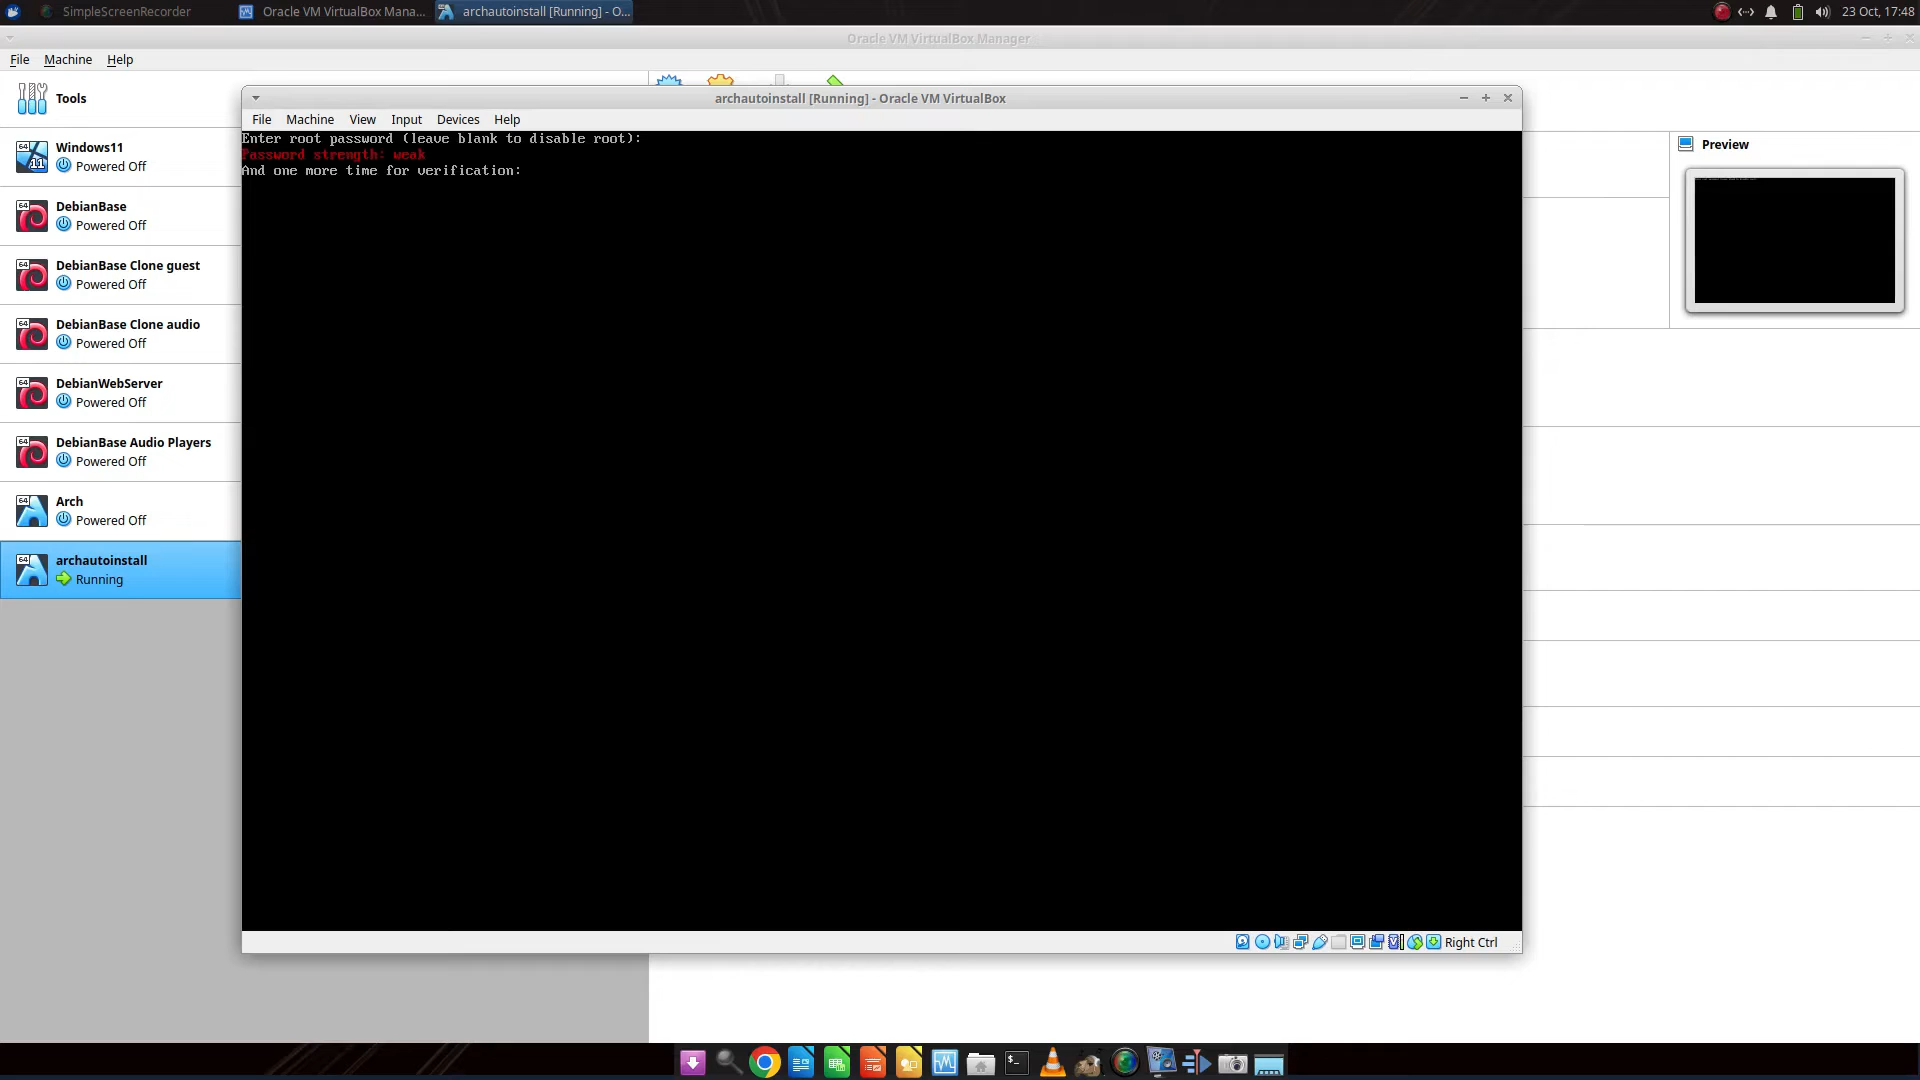 SimpleScreenRecorder
Oracle VM VirtualBox Mana...
archautoinstall [Running] - O...
23 Oct, 17:48
Oracle VM VirtualBox Manager
File Machine Help
Tools
Windows11
Powered Off
DebianBase
Powered Off
DebianBase Clone guest
Powered Off
DebianBase Clone audio
Powered Off
DebianWebServer
Powered Off
DebianBase Audio Players
Powered Off
Arch
Powered Off
archautoinstall
Running
archautoinstall [Running] - Oracle VM VirtualBox
File Machine View Input Devices Help
Enter root password (leave blank to disable root):
Password strength: weak
And one more time for verification:
Right Ctrl
Preview